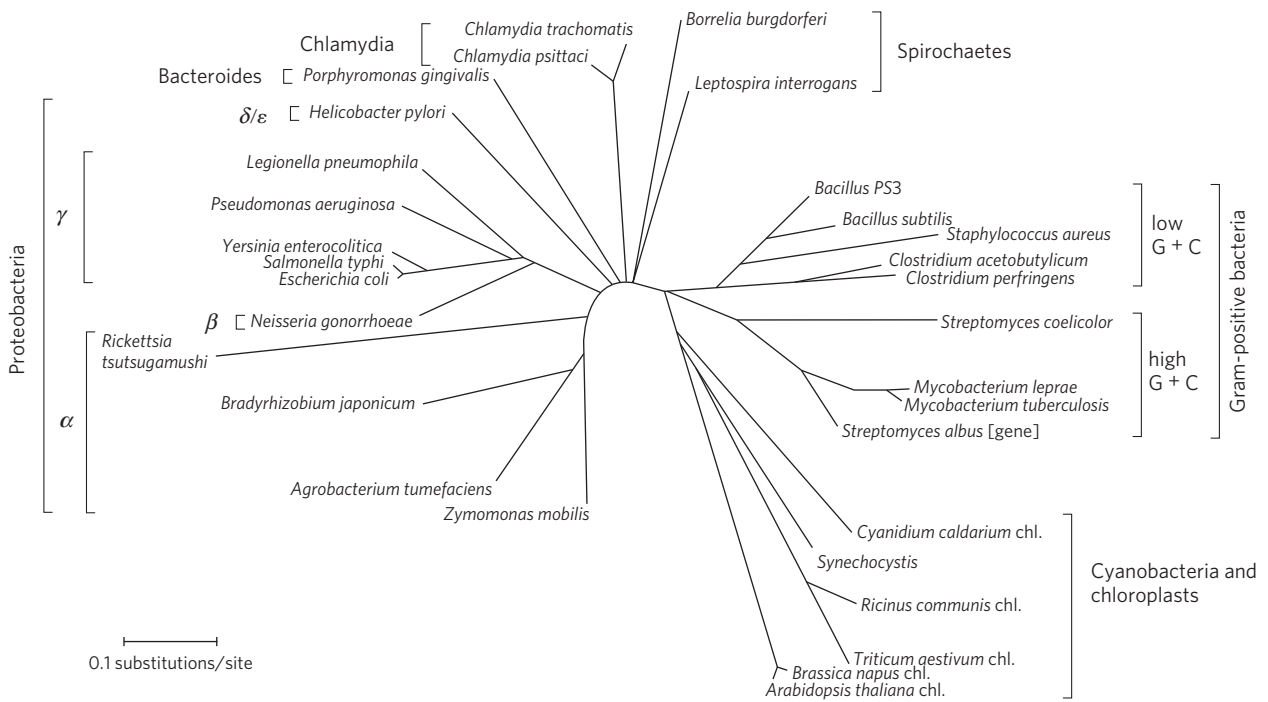 Chlamydia
Chlamydia trachomatis
Chlamydia psittaci
Bacteroides
Porphyromonas gingivalis
δ/ε
Helicobacter pylori
Borrelia burgdorferi
Leptospira interrogans
Spirochaetes
Proteobacteria
γ
Legionella pneumophila
Pseudomonas aeruginosa
Yersinia enterocolitica
Salmonella typhi
Escherichia coli
β
Neisseria gonorrhoeae
α
Rickettsia
tsutsugamushi
Bradyrhizobium japonicum
Agrobacterium tumefaciens
Zymomonas mobilis
Bacillus PS3
Bacillus subtilis
Staphylococcus aureus
Clostridium acetobutylicum
Clostridium perfringens
low
G + C
Streptomyces coelicolor
Mycobacterium leprae
Mycobacterium tuberculosis
Streptomyces albus [gene]
high
G + C
Gram-positive bacteria
Cyanidium caldarium chl.
Synechocystis
Ricinus communis chl.
Triticum aestivum chl.
Brassica napus chl.
Arabidopsis thaliana chl.
Cyanobacteria and
chloroplasts
0.1 substitutions/site